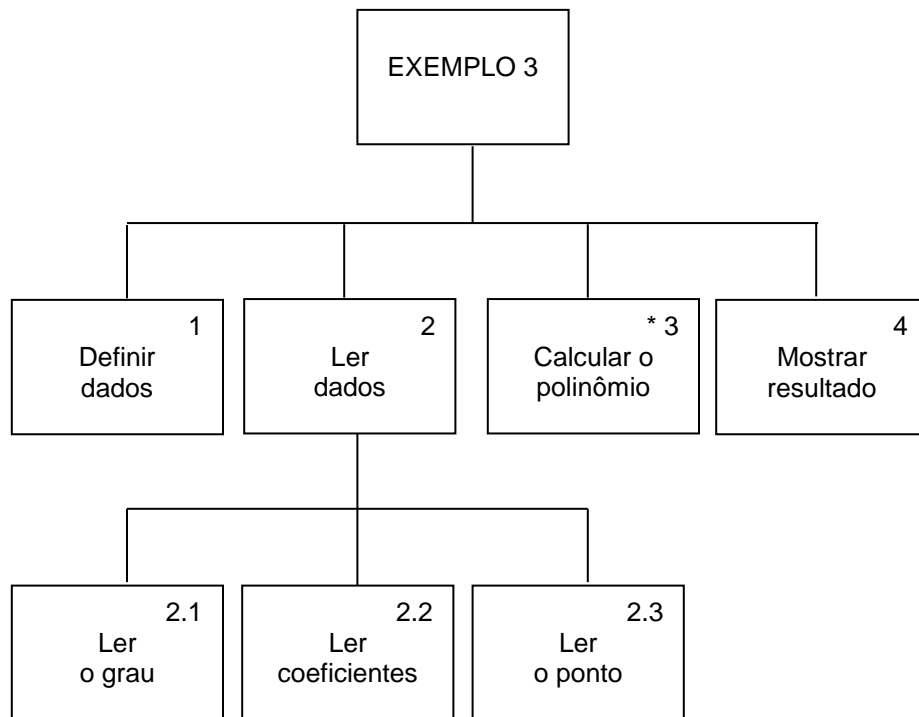 EXEMPLO 3
1
Definir
dados
2
Ler
dados
* 3
Calcular o
polinômio
4
Mostrar
resultado
2.1
Ler
o grau
2.2
Ler
coeficientes
2.3
Ler
o ponto